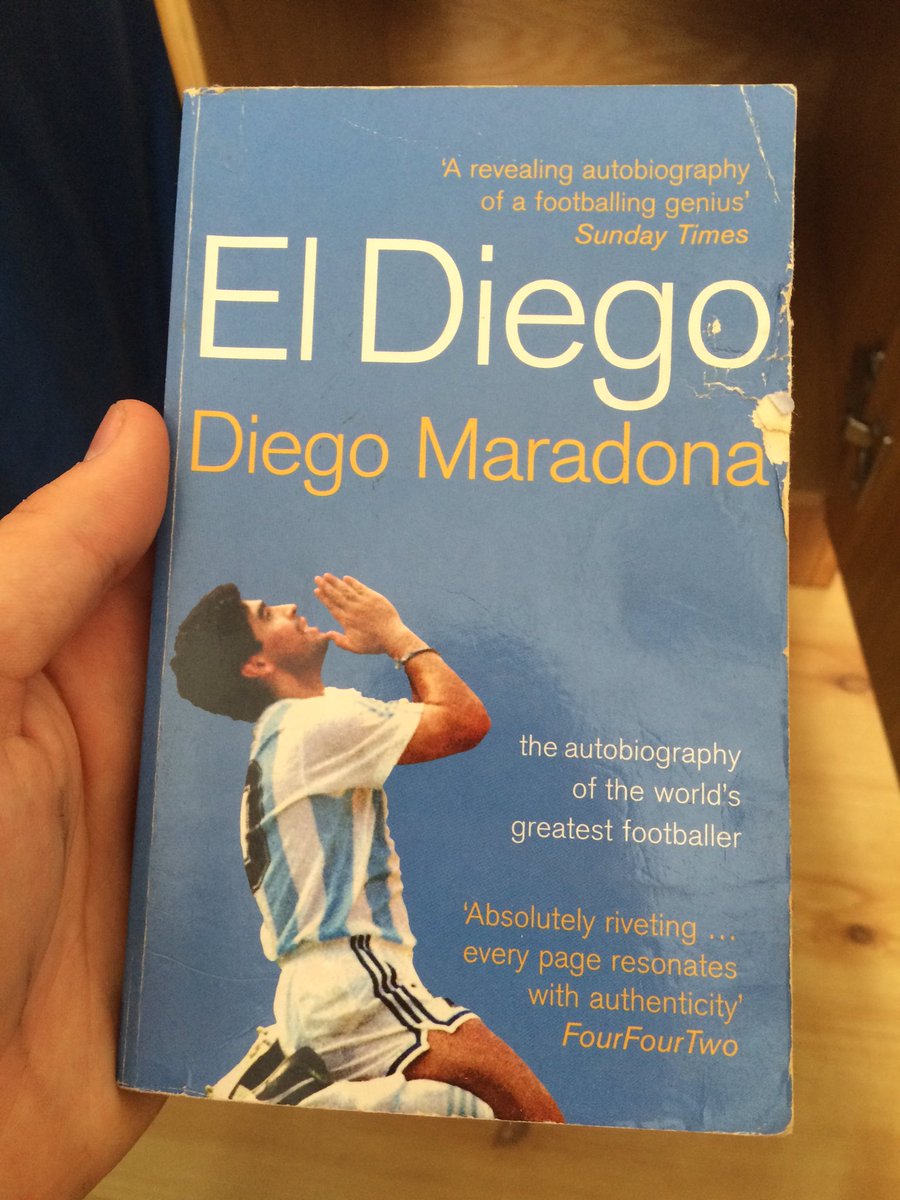 ‘A revealing autobiography
of a footballing genius’
Sunday Times
El Diego
Diego Maradona
the autobiography
of the world’s
greatest footballer
‘Absolutely riveting ...
every page resonates
with authenticity’
FourFourTwo